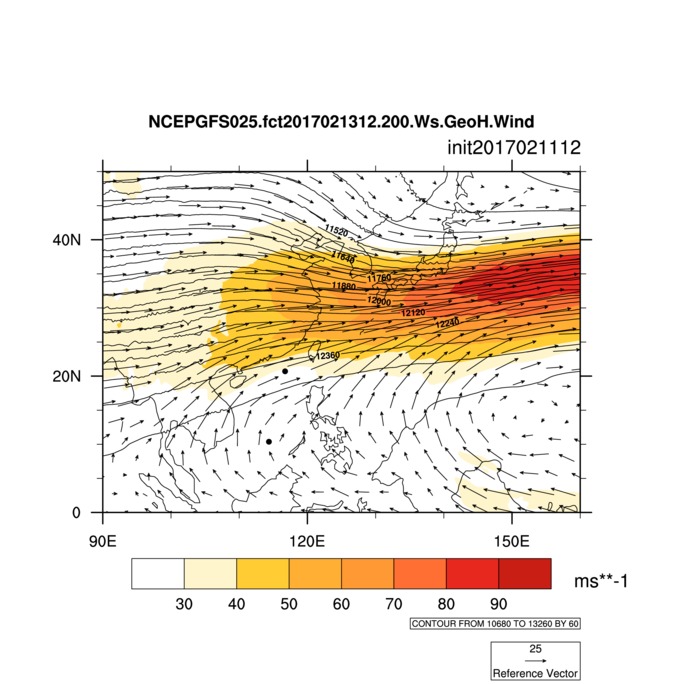 NCEPGFS025.fct2017021312.200.Ws.GeoH.Wind
init2017021112
11520
40N
11640
11760
11880
12000
12120
12240
12360
20N
0
90E 120E 150E
ms**-1
30 40 50 60 70 80 90
CONTOUR FROM 10680 TO 13260 BY 60
25
Reference Vector